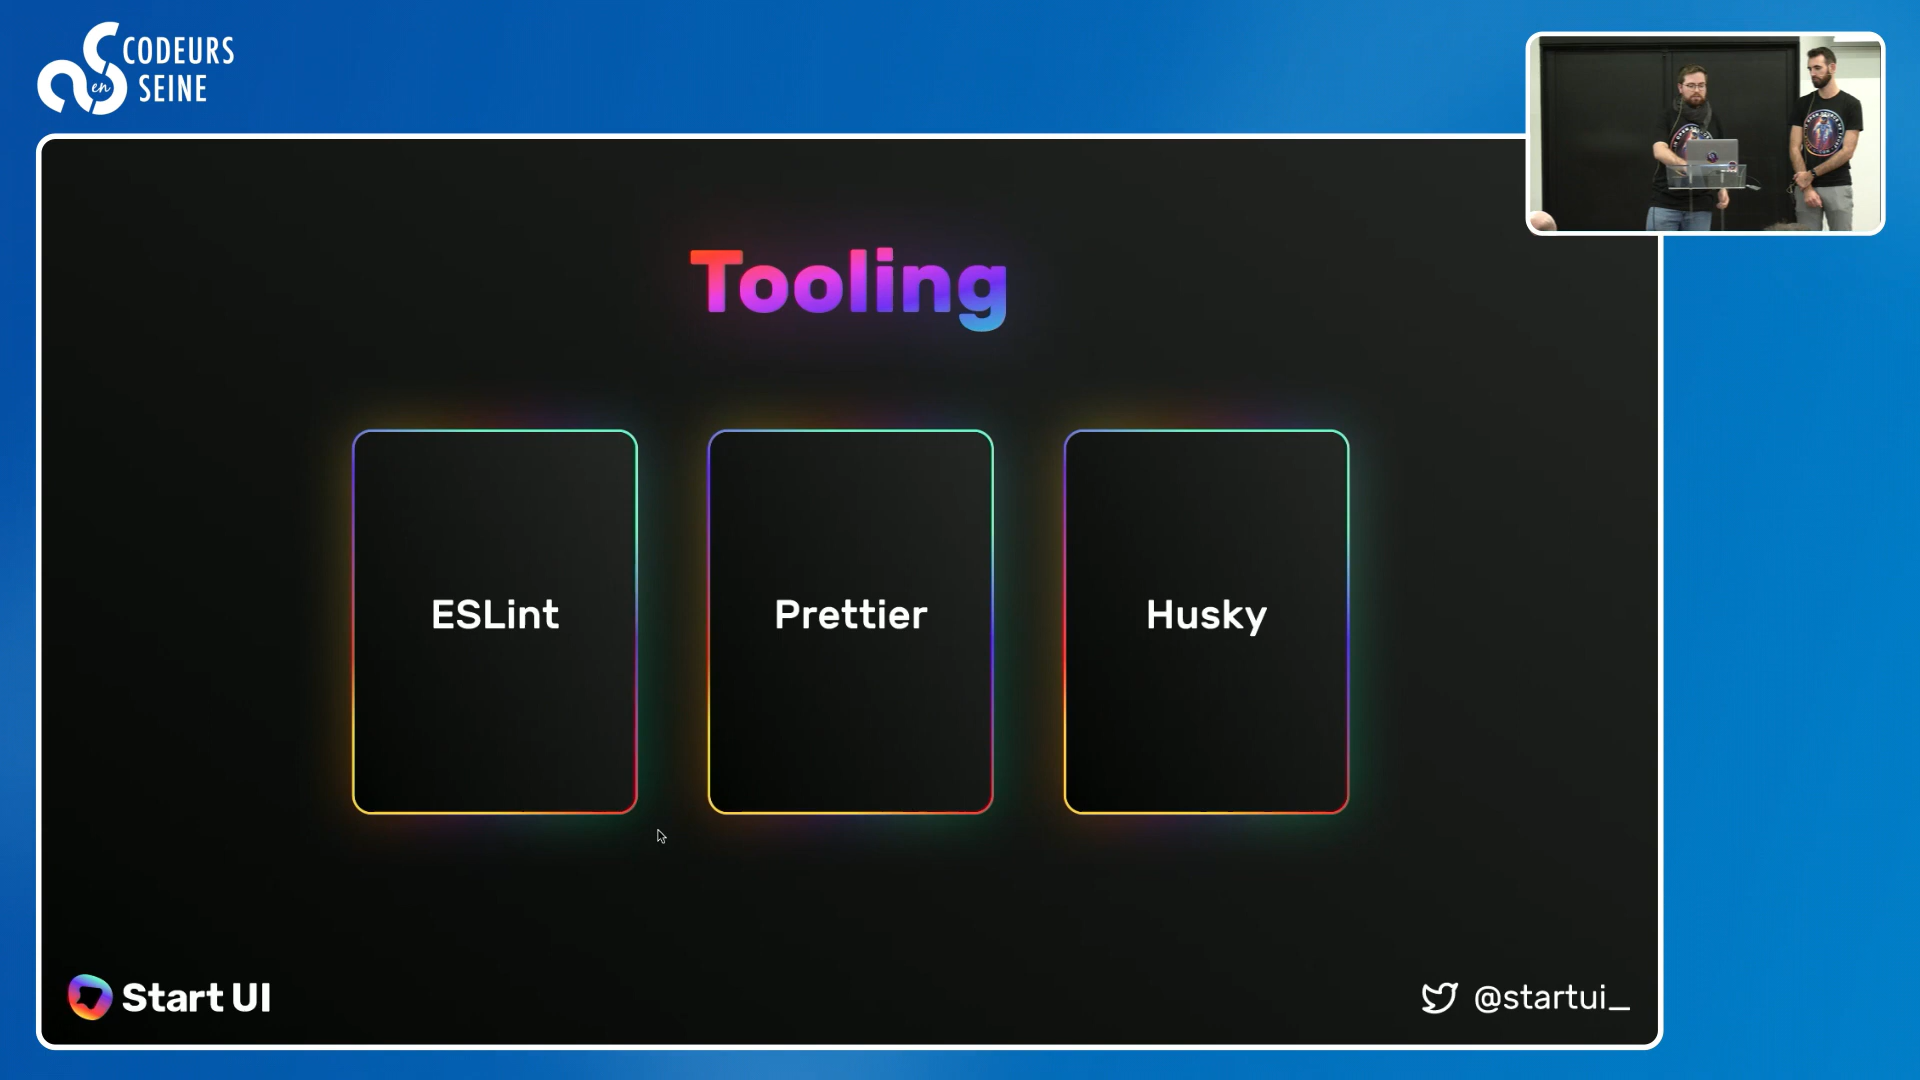 CODEURS
en
SEINE
Tooling
ESLint
Prettier
Husky
Start UI
@startui_